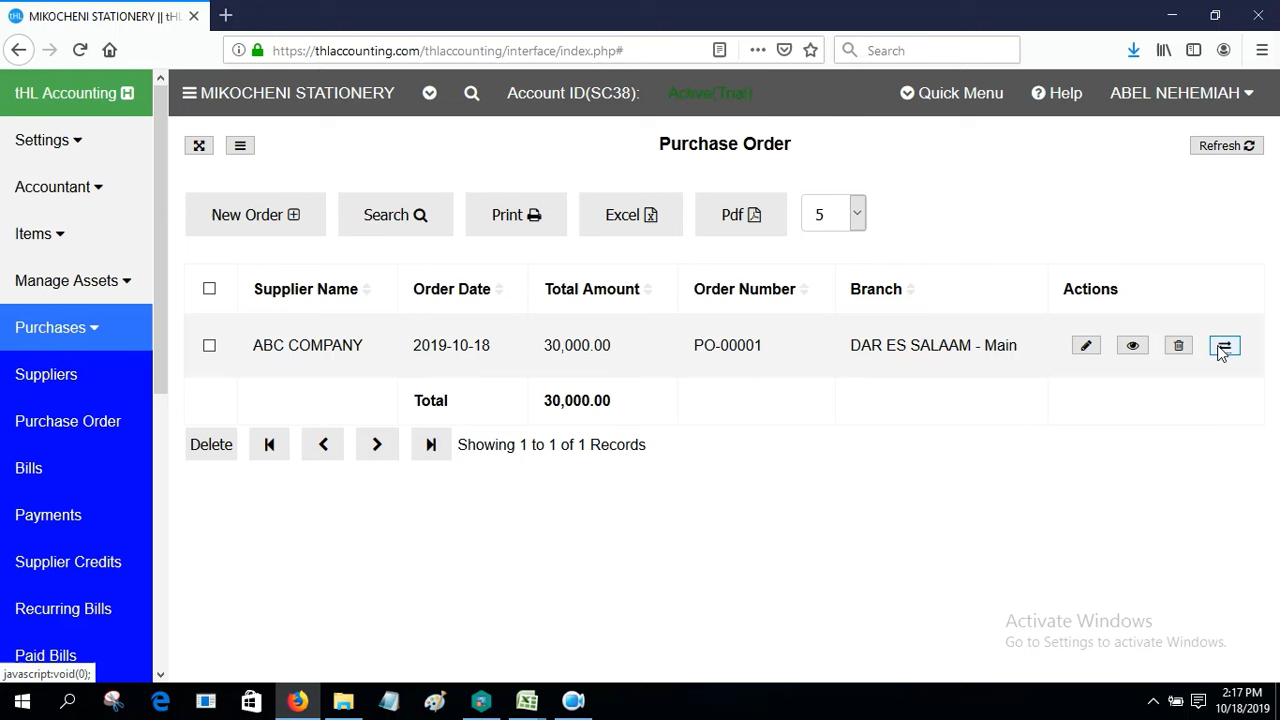 MIKOCHENI STATIONERY || tHL
https://thlaccounting.com/thlaccounting/interface/index.php#
Search
tHL Accounting
MIKOCHENI STATIONERY
Account ID(SC38):
Active(Trial)
Quick Menu
Help
ABEL NEHEMIAH
Settings
Accountant
Items
Manage Assets
Purchases
Suppliers
Purchase Order
Bills
Payments
Supplier Credits
Recurring Bills
Paid Bills
javascript:void(0);
Purchase Order
Refresh
New Order
Search
Print
Excel
Pdf
5
Supplier Name Order Date Total Amount Order Number Branch Actions
ABC COMPANY 2019-10-18 30,000.00 PO-00001 DAR ES SALAAM - Main
Total 30,000.00
Delete
Showing 1 to 1 of 1 Records
Activate Windows
Go to Settings to activate Windows.
2:17 PM
10/18/2019